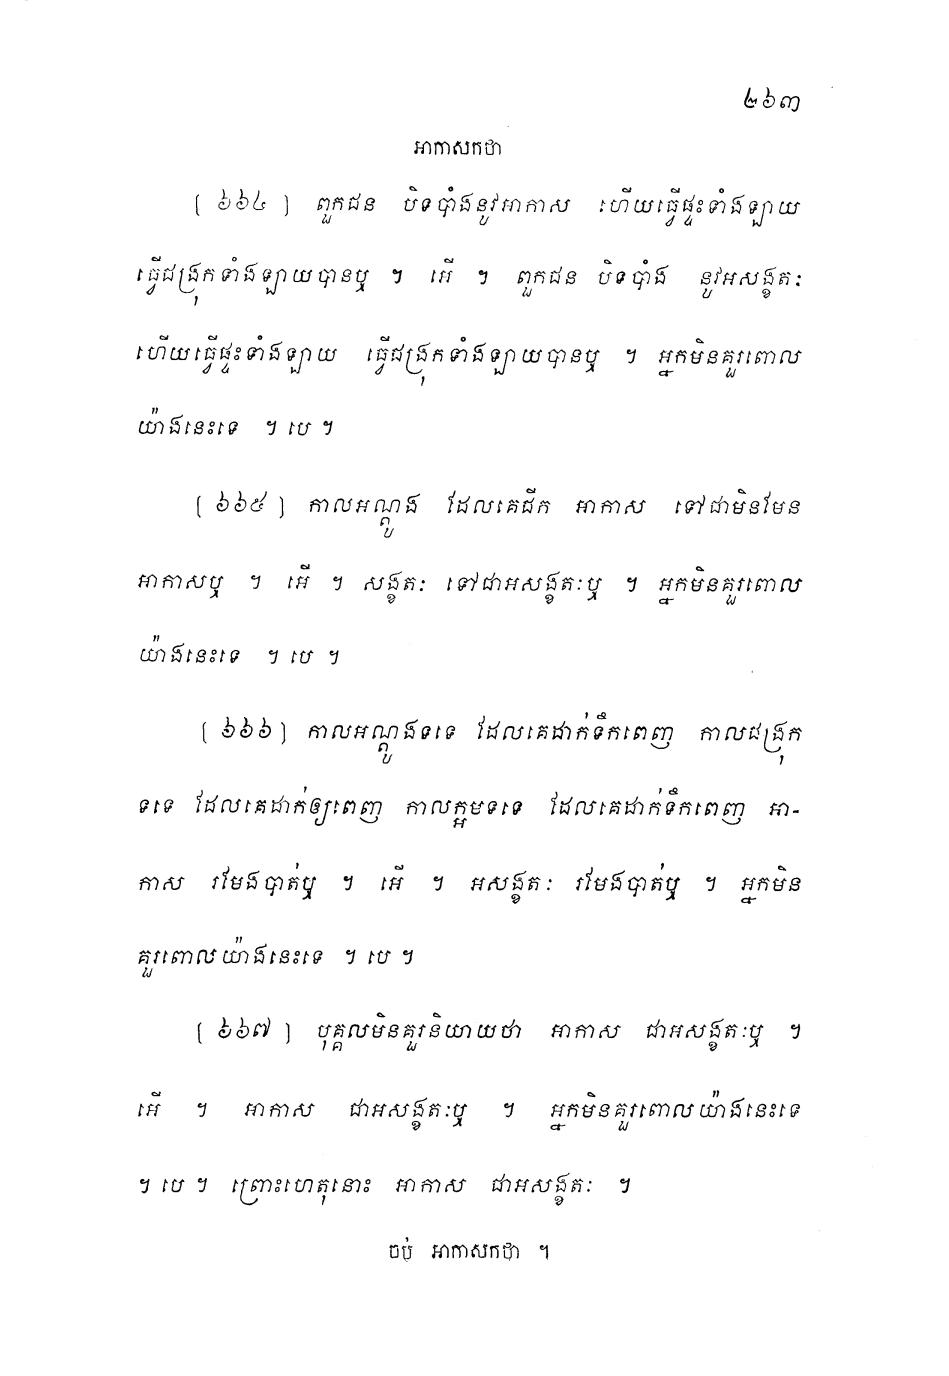 ២៦៣
អាកាសកថា
[ ៦៦៤ ] ពួកជន បិទបាំងនូវអាកាស ហើយធ្វើផ្ទះទាំងឡាយ
ធ្វើជង្រុកទាំងឡាយបានឬ ។ អើ ។ ពួកជន បិទបាំង នូវអសង្ខតៈ
ហើយធ្វើផ្ទះទាំងឡាយ ធ្វើជង្រុកទាំងឡាយបានឬ ។ អ្នកមិនគួរពោល
យ៉ាងនេះទេ ។ បេ ។
[ ៦៦៥ ] កាលអណ្តូង ដែលគេជីក អាកាស ទៅជាមិនមែន
អាកាសឬ ។ អើ ។ សង្ខតៈ ទៅជាអសង្ខតៈឬ ។ អ្នកមិនគួរពោល
យ៉ាងនេះទេ ។ បេ ។
[ ៦៦៦ ] កាលអណ្តូងទទេ ដែលគេដាក់ទឹកពេញ កាលជង្រុក
ទទេ ដែលគេដាក់ឲ្យពេញ កាលក្អមទទេ ដែលគេដាក់ទឹកពេញ អា-
កាស រមែងបាត់ឬ ។ អើ ។ អសង្ខតៈ រមែងបាត់ឬ ។ អ្នកមិន
គួរពោលយ៉ាងនេះទេ ។ បេ ។
[ ៦៦៧ ] បុគ្គលមិនគួរនិយាយថា អាកាស ជាអសង្ខតៈឬ ។
អើ ។ អាកាស ជាអសង្ខតៈឬ ។ អ្នកមិនគួរពោលយ៉ាងនេះទេ
។ បេ ។ ព្រោះហេតុនោះ អាកាស ជាអសង្ខតៈ ។
ចប់ អាកាសកថា ។